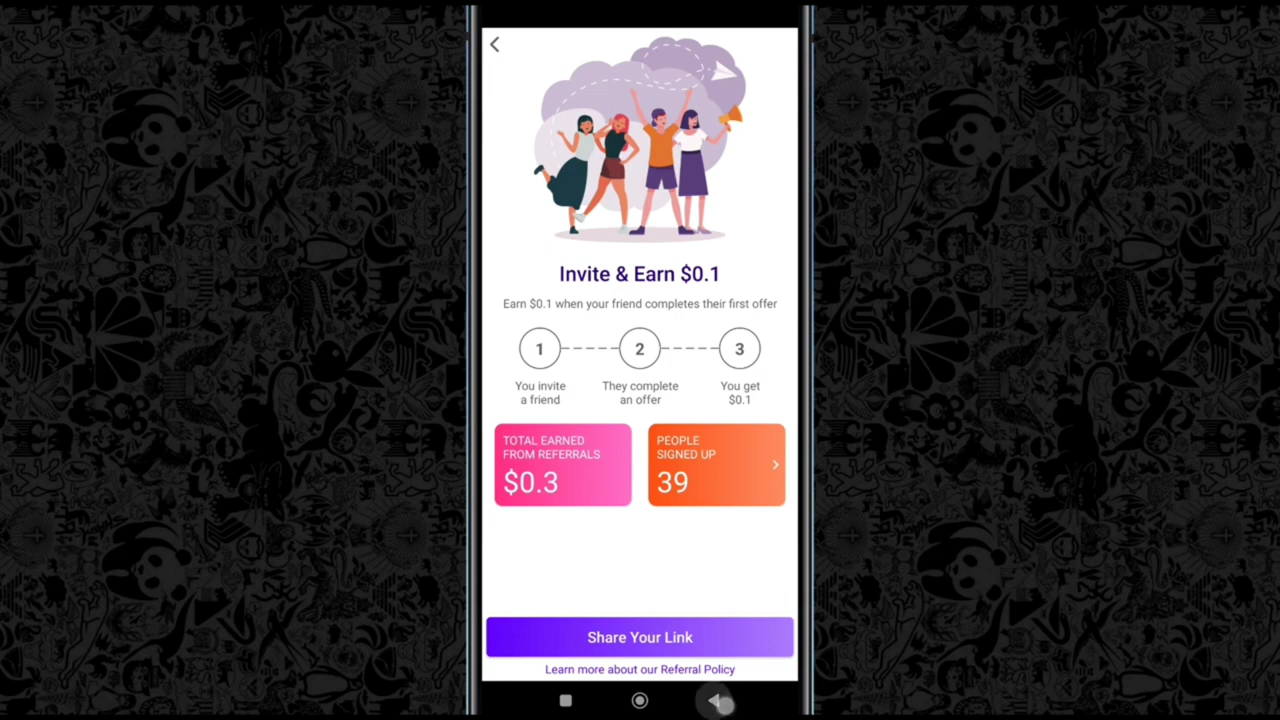 Invite & Earn $0.1
Earn $0.1 when your friend completes their first offer
1
2
3
You invite
a friend
They complete
an offer
You get
$0.1
TOTAL EARNED
FROM REFERRALS
$0.3
PEOPLE
SIGNED UP
39
Share Your Link
Learn more about our Referral Policy